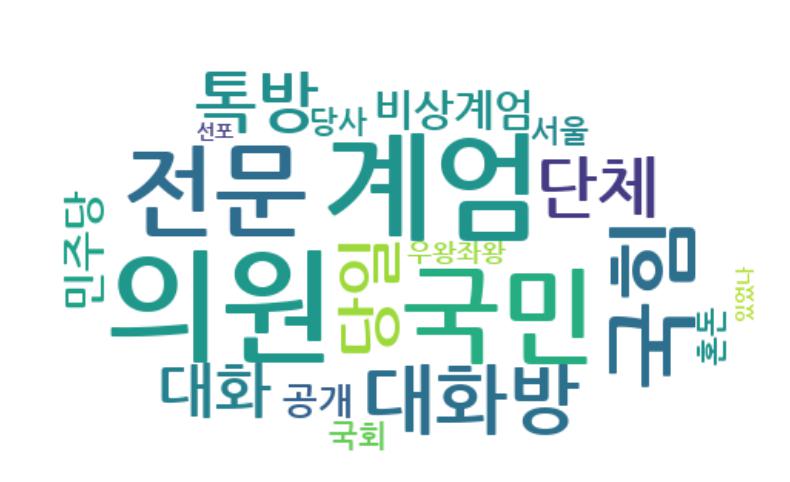 톡방
당사
비상계엄
서울
선포
전문
계엄
단체
민주당
의원
당일
우왕좌왕
국민
국힘
혼돈
있었나
대화
공개
대화방
국회